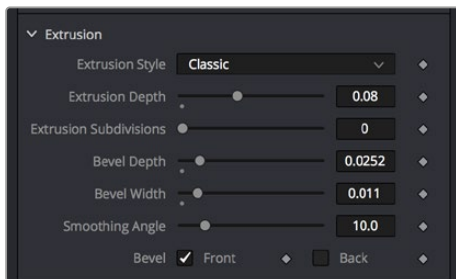 Extrusion
Extrusion Style Classic
Extrusion Depth 0.08
Extrusion Subdivisions 0
Bevel Depth 0.0252
Bevel Width 0.011
Smoothing Angle 10.0
Bevel Front Back